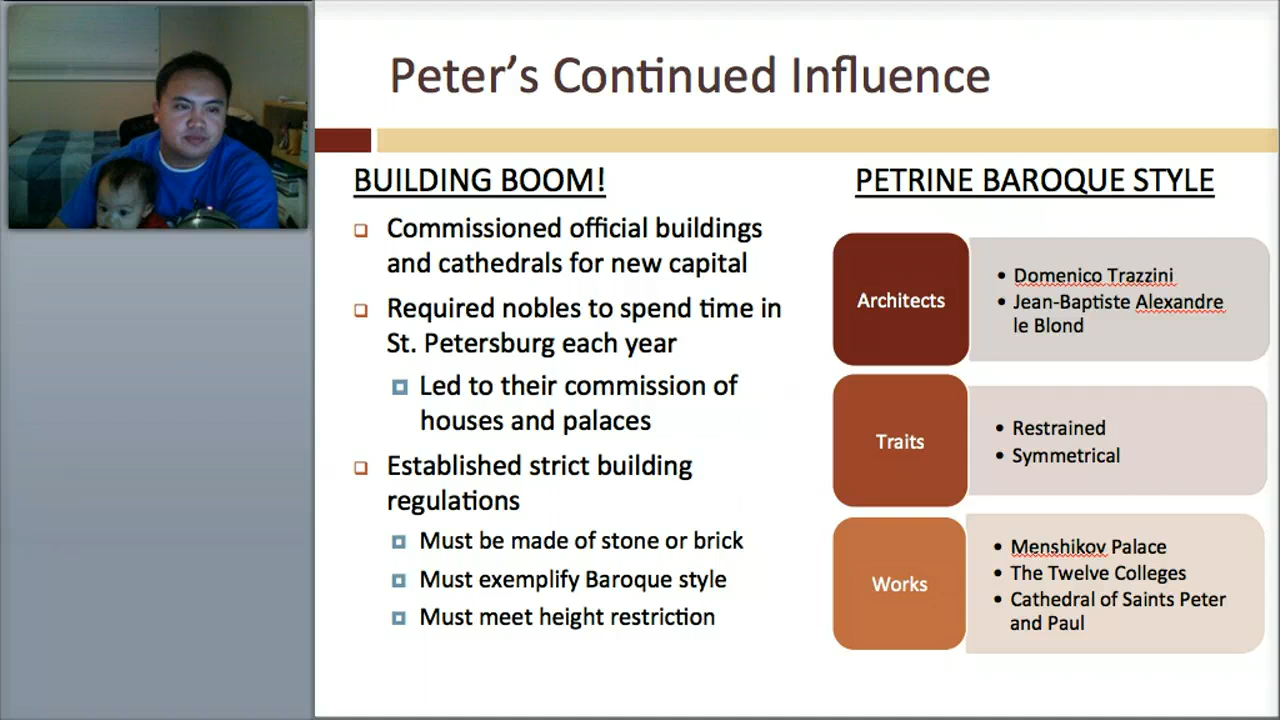 Peter's Continued Influence
BUILDING BOOM!
Commissioned official buildings
and cathedrals for new capital
Required nobles to spend time in
St. Petersburg each year
Led to their commission of
houses and palaces
Established strict building
regulations
Must be made of stone or brick
Must exemplify Baroque style
Must meet height restriction
PETRINE BAROQUE STYLE
Architects
• Domenico Trazzini
• Jean-Baptiste Alexandre
le Blond
Traits
• Restrained
• Symmetrical
Works
• Menshikov Palace
• The Twelve Colleges
• Cathedral of Saints Peter
and Paul